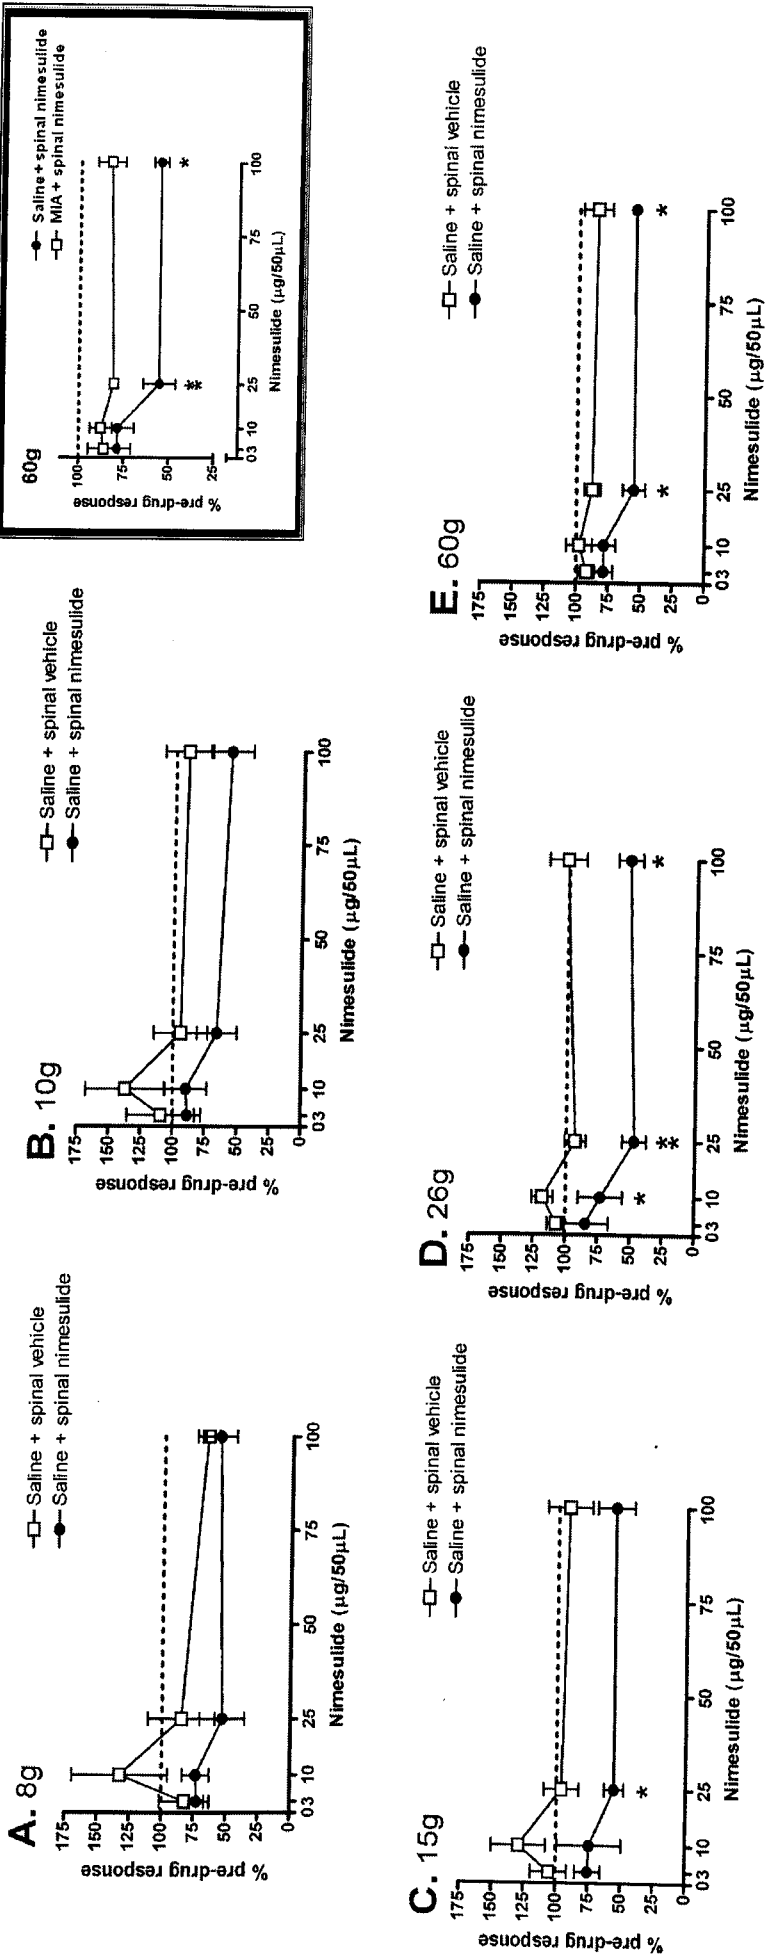 A. 8g
—□— Saline + spinal vehicle
—●— Saline + spinal nimesulide
% pre-drug response
175
150
125
100
75
50
25
0
0 3 10 25 50 75 100
Nimesulide (μg/50μL)
B. 10g
—□— Saline + spinal vehicle
—●— Saline + spinal nimesulide
% pre-drug response
175
150
125
100
75
50
25
0
0 3 10 25 50 75 100
Nimesulide (μg/50μL)
60g
—●— Saline + spinal nimesulide
—□— MIA + spinal nimesulide
% pre-drug response
100
75
50
25
** *
0 3 10 25 50 75 100
Nimesulide (μg/50μL)
C. 15g
—□— Saline + spinal vehicle
—●— Saline + spinal nimesulide
% pre-drug response
175
150
125
100
75
50
25
0
*
0 3 10 25 50 75 100
Nimesulide (μg/50μL)
D. 26g
—□— Saline + spinal vehicle
—●— Saline + spinal nimesulide
% pre-drug response
175
150
125
100
75
50
25
0
* ** *
0 3 10 25 50 75 100
Nimesulide (μg/50μL)
E. 60g
—□— Saline + spinal vehicle
—●— Saline + spinal nimesulide
% pre-drug response
175
150
125
100
75
50
25
0
* *
0 3 10 25 50 75 100
Nimesulide (μg/50μL)